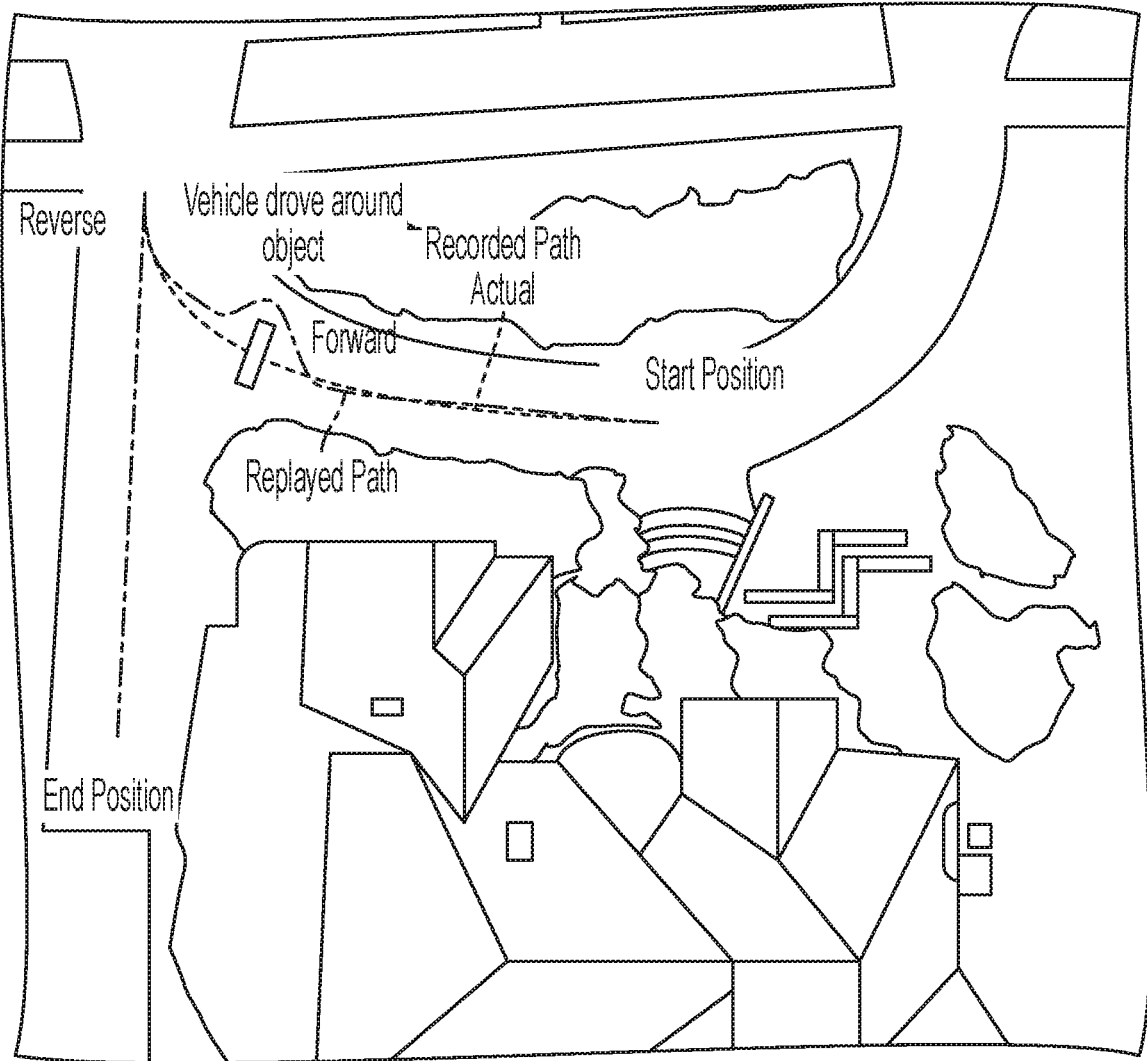 Reverse
Vehicle drove around
object
Recorded Path
Actual
Forward
Start Position
Replayed Path
End Position